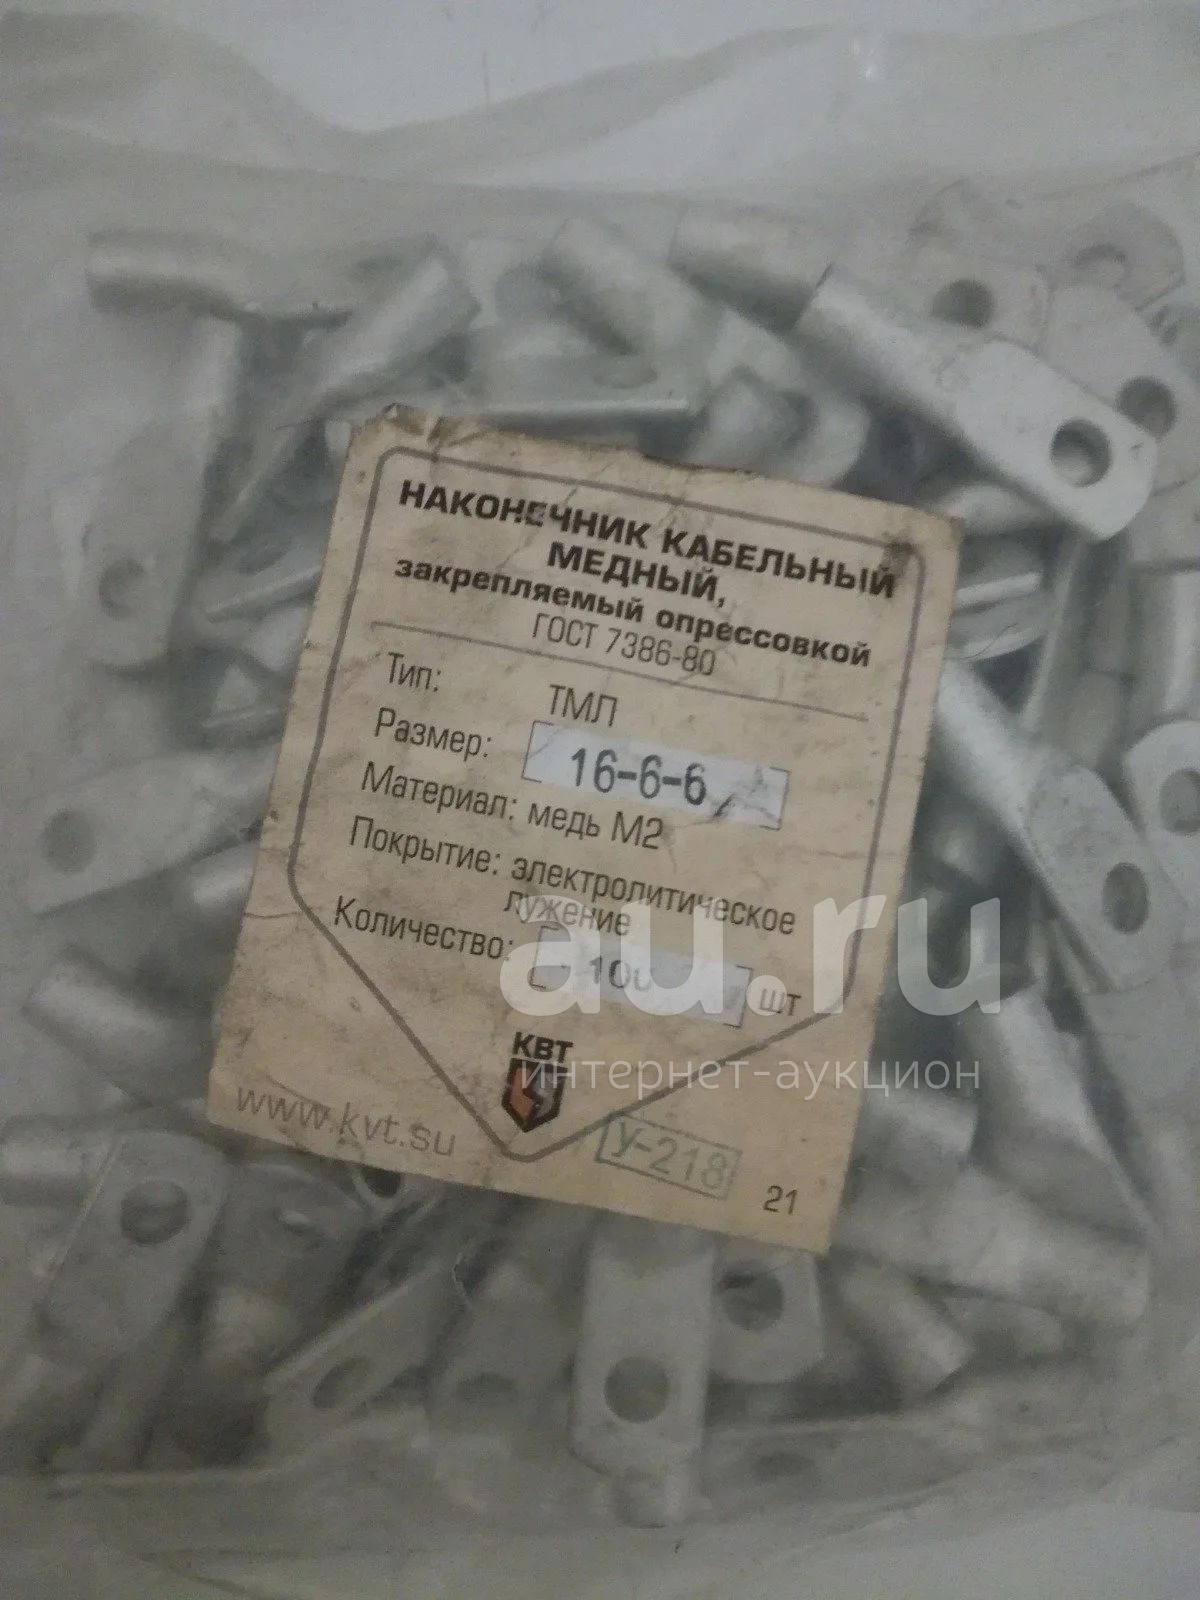 НАКОНЕЧНИК КАБЕЛЬНЫЙ
МЕДНЫЙ,
закрепляемый опрессовкой
ГОСТ 7386-80
Тип: ТМЛ
Размер: 16-6-6
Материал: медь М2
Покрытие: электролитическое
лужение
Количество: 100 шт
au.ru
КВТ
интернет-аукцион
www.kvt.su
У-218
21